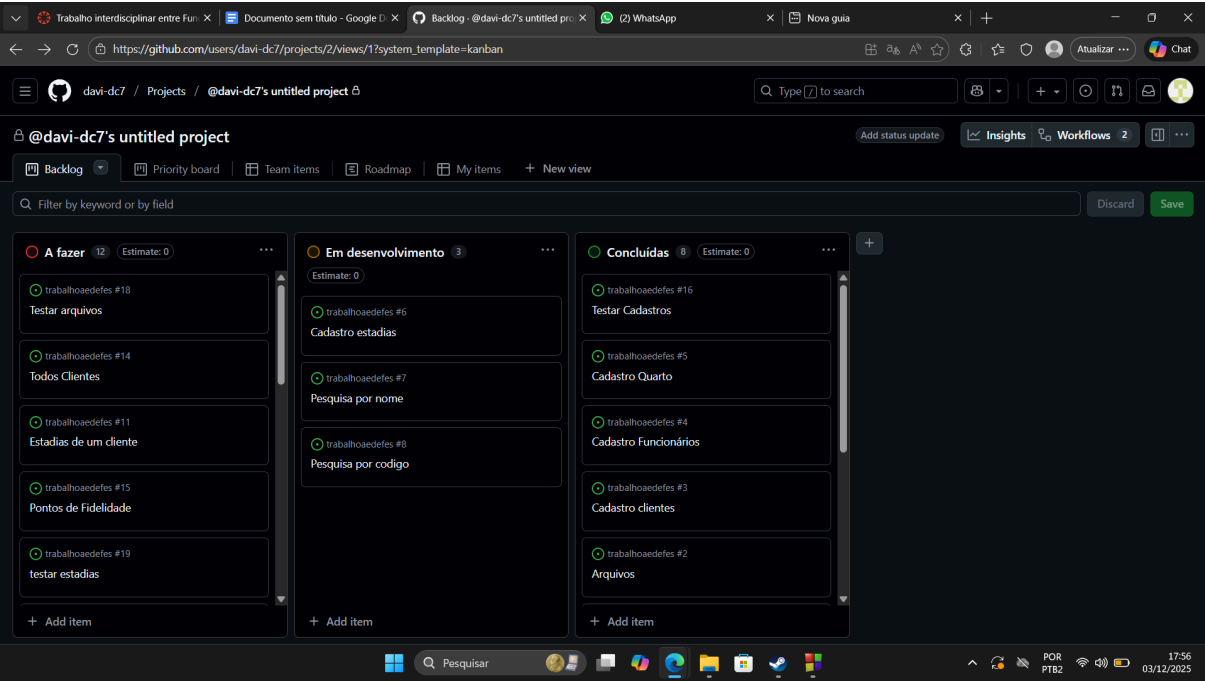 Trabalho interdisciplinar entre Fun
Documento sem título - Google D
Backlog · @davi-dc7's untitled pro
(2) WhatsApp
Nova guia
https://github.com/users/davi-dc7/projects/2/views/1?system_template=kanban
Atualizar
Chat
davi-dc7 / Projects / @davi-dc7's untitled project
Type / to search
@davi-dc7's untitled project
Add status update
Insights
Workflows 2
Backlog
Priority board
Team items
Roadmap
My items
+ New view
Filter by keyword or by field
Discard
Save
A fazer 12 Estimate: 0
trabalhoaedefes #18
Testar arquivos
trabalhoaedefes #14
Todos Clientes
trabalhoaedefes #11
Estadias de um cliente
trabalhoaedefes #15
Pontos de Fidelidade
trabalhoaedefes #19
testar estadias
+ Add item
Em desenvolvimento 3
Estimate: 0
trabalhoaedefes #6
Cadastro estadias
trabalhoaedefes #7
Pesquisa por nome
trabalhoaedefes #8
Pesquisa por codigo
+ Add item
Concluídas 8 Estimate: 0
trabalhoaedefes #16
Testar Cadastros
trabalhoaedefes #5
Cadastro Quarto
trabalhoaedefes #4
Cadastro Funcionários
trabalhoaedefes #3
Cadastro clientes
trabalhoaedefes #2
Arquivos
+ Add item
Pesquisar
POR
PTB2
17:56
03/12/2025